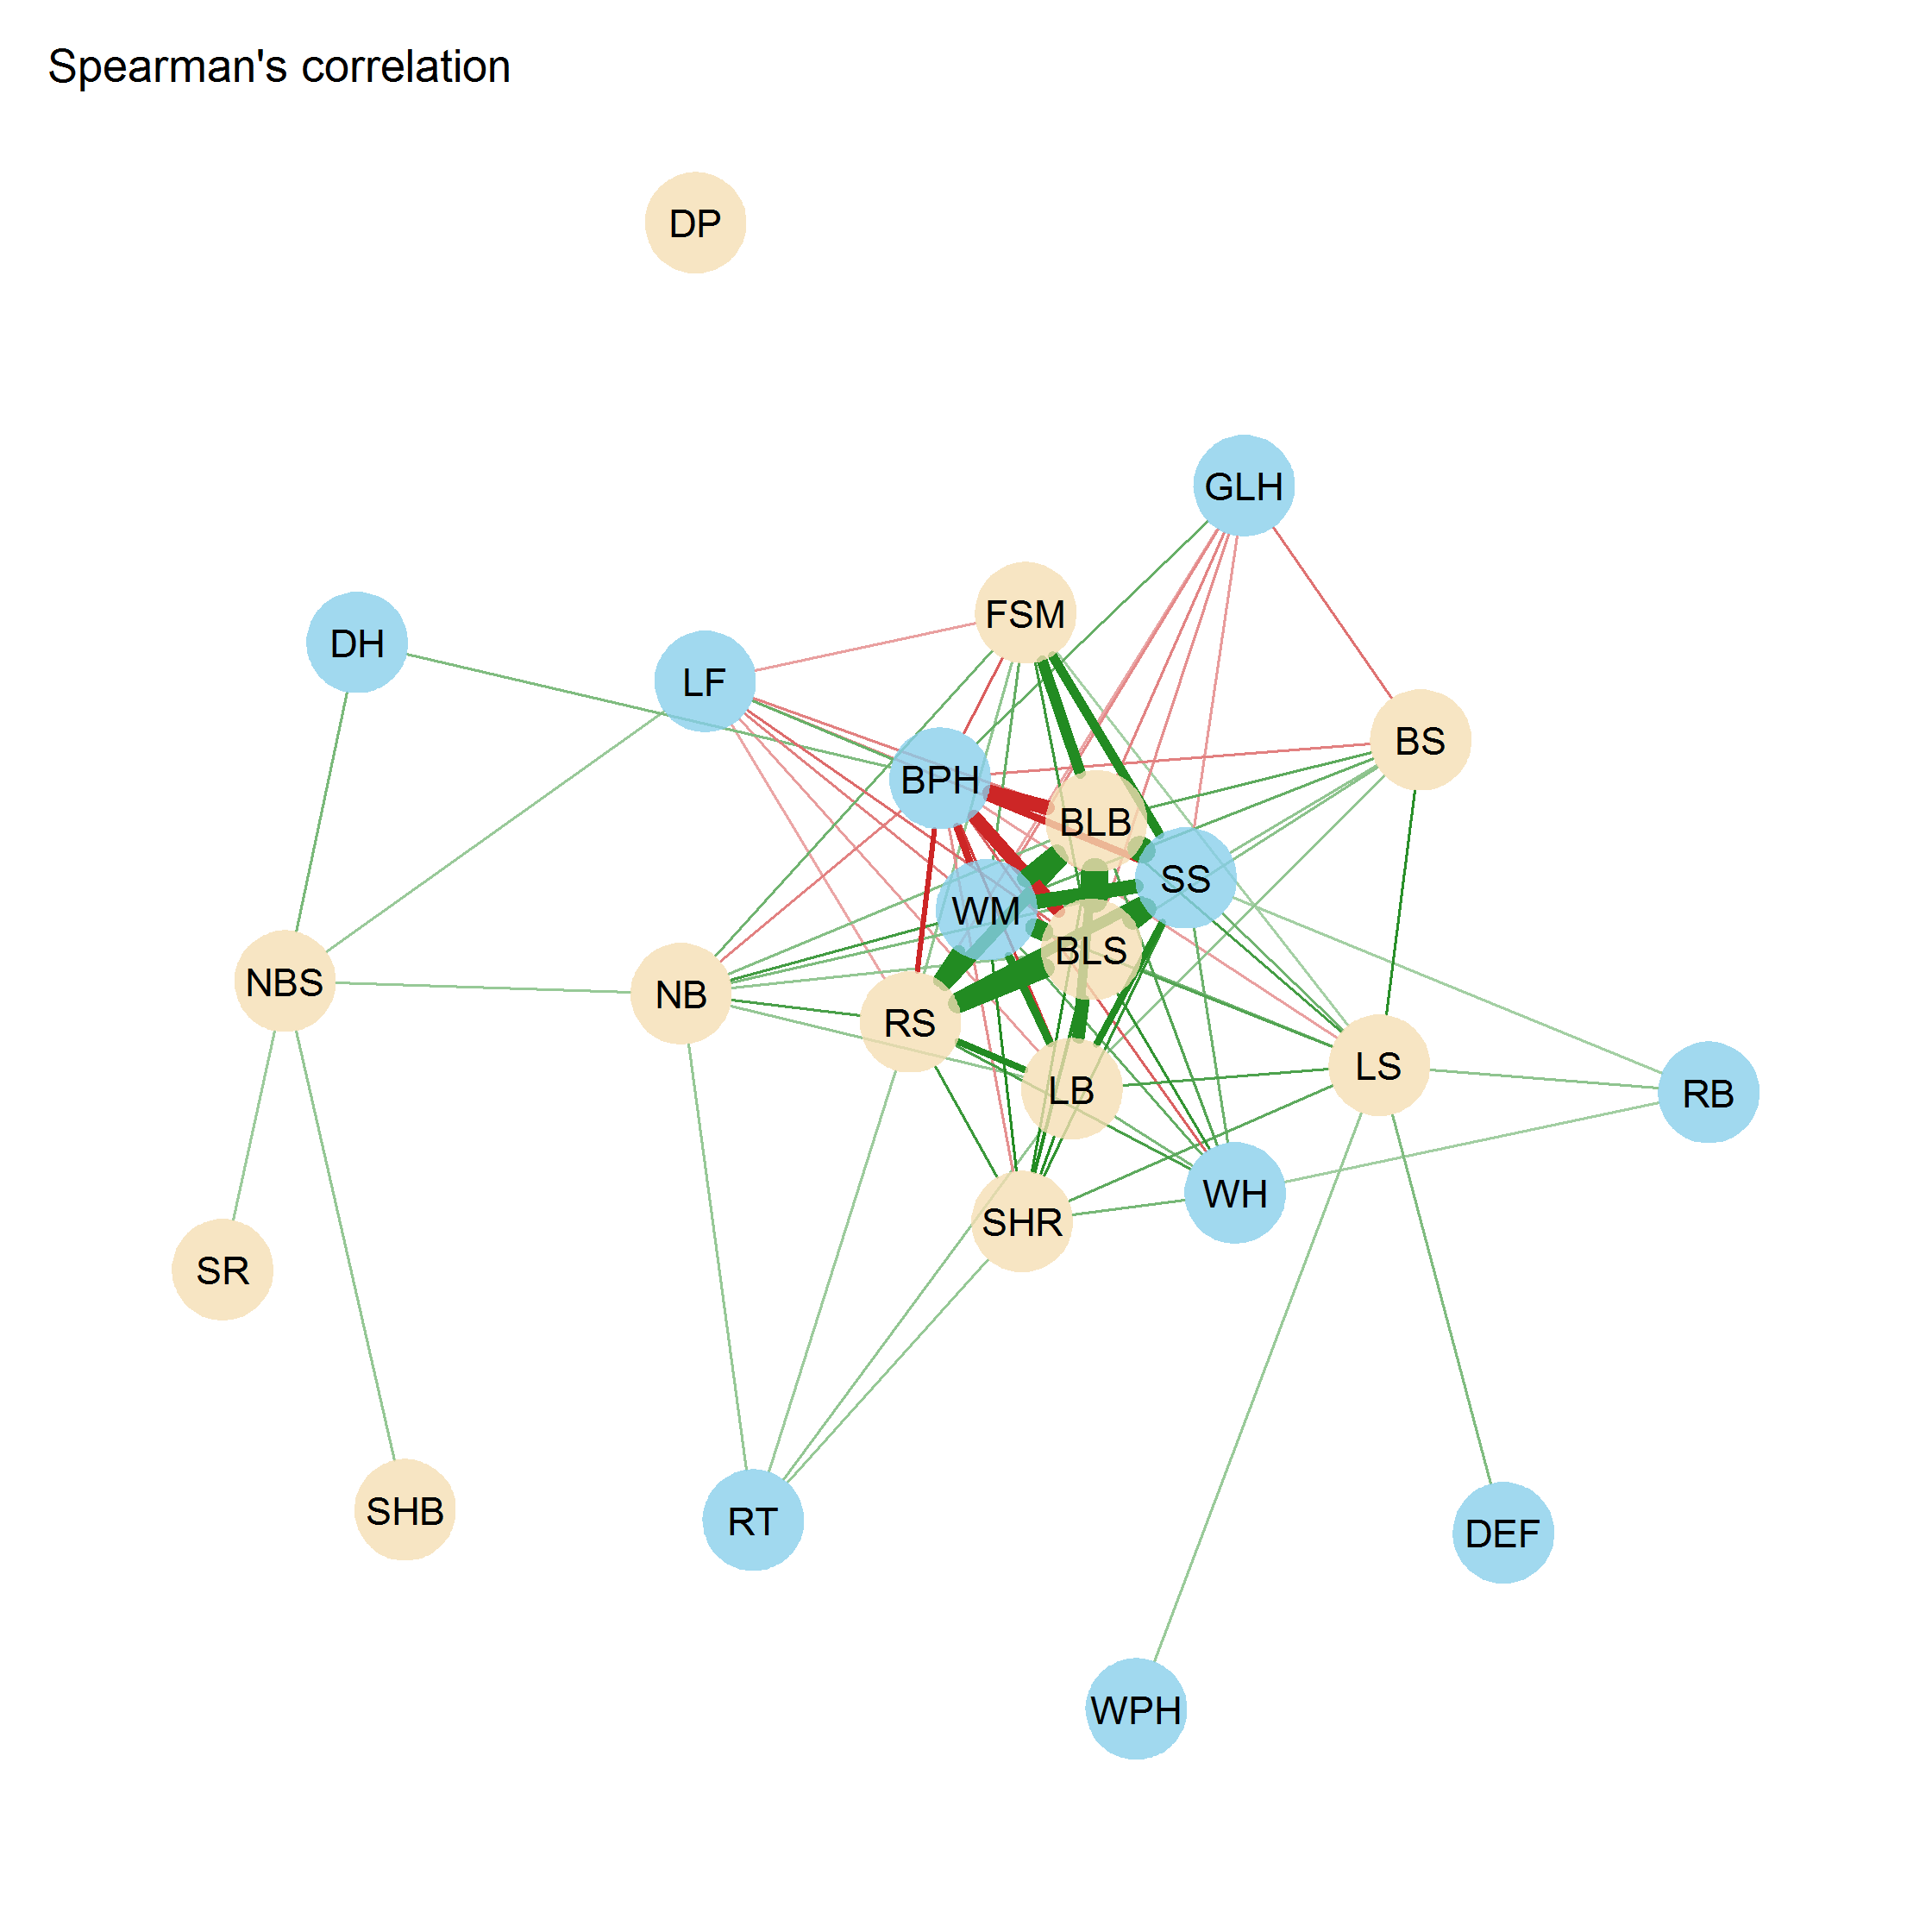 Spearman's correlation
DP
GLH
FSM
DH
LF
BS
BPH
BLB
SS
WM
BLS
NBS
NB
RS
LS
LB
RB
WH
SHR
SR
SHB
RT
DEF
WPH